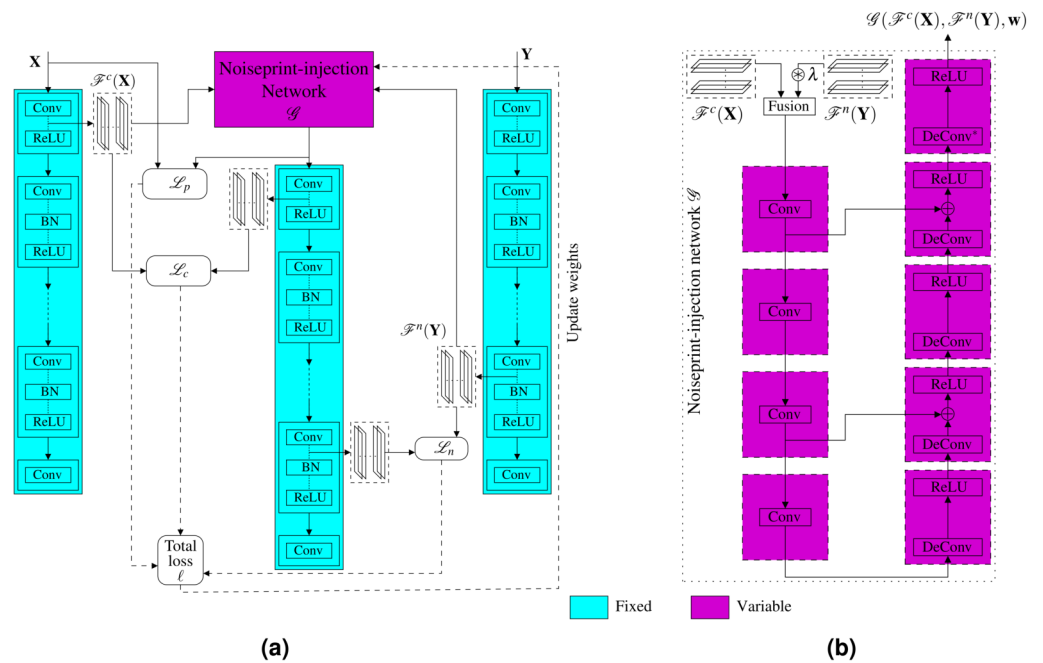 X
ℱᶜ(X)
Conv
ReLU
Conv
BN
ReLU
Conv
BN
ReLU
Conv
Noiseprint-injection
Network
𝒢
ℒp
ℒc
Total
loss
ℓ
Conv
ReLU
Conv
BN
ReLU
Conv
BN
ReLU
Conv
ℱⁿ(Y)
ℒn
Y
Conv
ReLU
Conv
BN
ReLU
Conv
BN
ReLU
Conv
Update weights
(a)
𝒢(ℱᶜ(X), ℱⁿ(Y), w)
ℱᶜ(X)
λ
ℱⁿ(Y)
Fusion
Noiseprint-injection network 𝒢
Conv
Conv
Conv
Conv
ReLU
DeConv*
ReLU
DeConv
ReLU
DeConv
ReLU
DeConv
ReLU
DeConv
Fixed
Variable
(b)